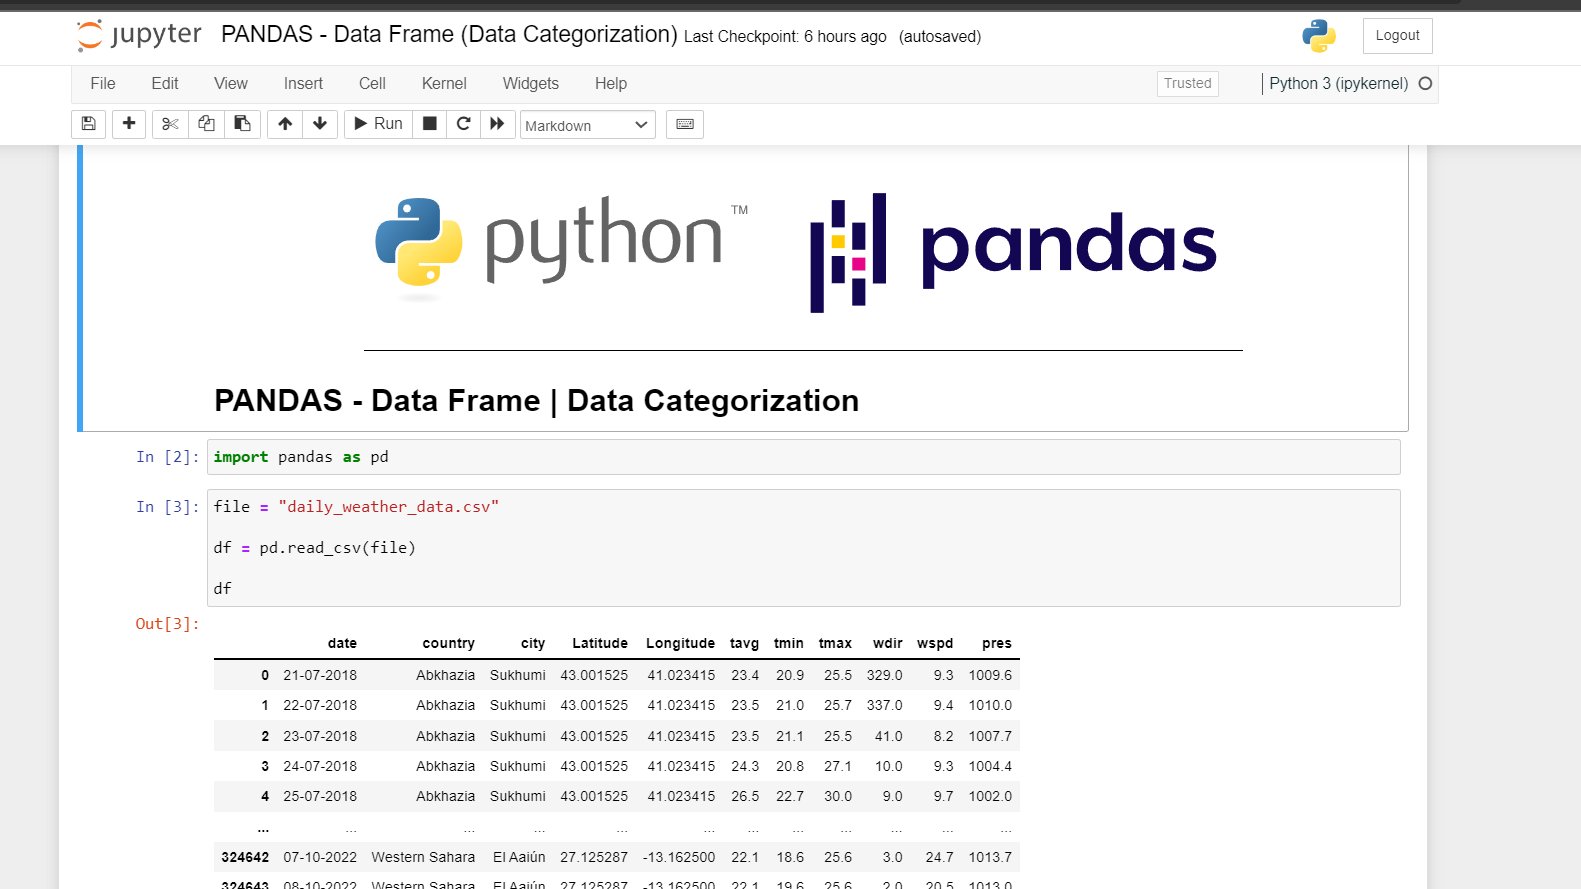 jupyter PANDAS - Data Frame (Data Categorization) Last Checkpoint: 6 hours ago (autosaved) Logout
File Edit View Insert Cell Kernel Widgets Help Trusted Python 3 (ipykernel)
Run Markdown
python™ pandas
PANDAS - Data Frame | Data Categorization
In [2]: import pandas as pd
In [3]: file = "daily_weather_data.csv"
df = pd.read_csv(file)
df
Out[3]:
date country city Latitude Longitude tavg tmin tmax wdir wspd pres
0 21-07-2018 Abkhazia Sukhumi 43.001525 41.023415 23.4 20.9 25.5 329.0 9.3 1009.6
1 22-07-2018 Abkhazia Sukhumi 43.001525 41.023415 23.5 21.0 25.7 337.0 9.4 1010.0
2 23-07-2018 Abkhazia Sukhumi 43.001525 41.023415 23.5 21.1 25.5 41.0 8.2 1007.7
3 24-07-2018 Abkhazia Sukhumi 43.001525 41.023415 24.3 20.8 27.1 10.0 9.3 1004.4
4 25-07-2018 Abkhazia Sukhumi 43.001525 41.023415 26.5 22.7 30.0 9.0 9.7 1002.0
... ... ... ... ... ... ... ... ... ... ... ...
324642 07-10-2022 Western Sahara El Aaiún 27.125287 -13.162500 22.1 18.6 25.6 3.0 24.7 1013.7
324643 08-10-2022 Western Sahara El Aaiún 27.125287 -13.162500 22.1 19.6 25.6 2.0 20.5 1013.0